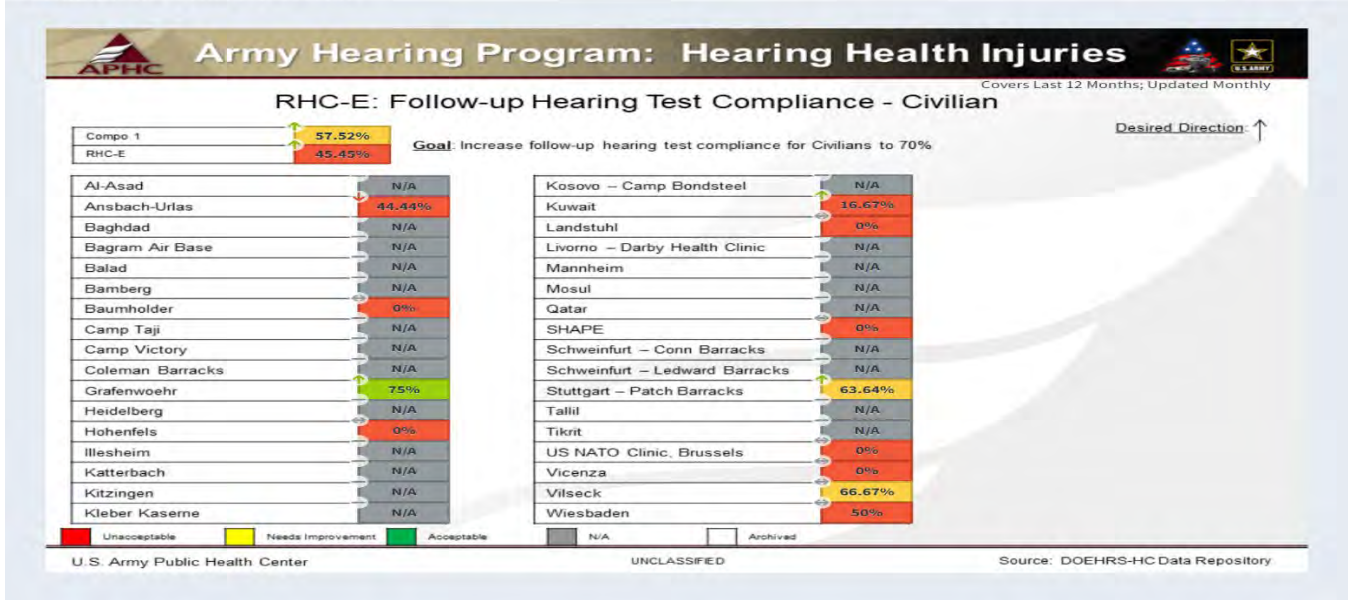 Army Hearing Program: Hearing Health Injuries
APHC
U.S. ARMY
Covers Last 12 Months; Updated Monthly
RHC-E: Follow-up Hearing Test Compliance - Civilian
Desired Direction:
Compo 1 57.52%
RHC-E 45.45%
Goal: Increase follow-up hearing test compliance for Civilians to 70%
Al-Asad N/A
Ansbach-Urlas 44.44%
Baghdad N/A
Bagram Air Base N/A
Balad N/A
Bamberg N/A
Baumholder 0%
Camp Taji N/A
Camp Victory N/A
Coleman Barracks N/A
Grafenwoehr 75%
Heidelberg N/A
Hohenfels 0%
Illesheim N/A
Katterbach N/A
Kitzingen N/A
Kleber Kaserne N/A
Kosovo – Camp Bondsteel N/A
Kuwait 16.67%
Landstuhl 0%
Livorno – Darby Health Clinic N/A
Mannheim N/A
Mosul N/A
Qatar N/A
SHAPE 0%
Schweinfurt – Conn Barracks N/A
Schweinfurt – Ledward Barracks N/A
Stuttgart – Patch Barracks 63.64%
Tallil N/A
Tikrit N/A
US NATO Clinic, Brussels 0%
Vicenza 0%
Vilseck 66.67%
Wiesbaden 50%
Unacceptable Needs Improvement Acceptable N/A Archived
U.S. Army Public Health Center UNCLASSIFIED Source: DOEHRS-HC Data Repository